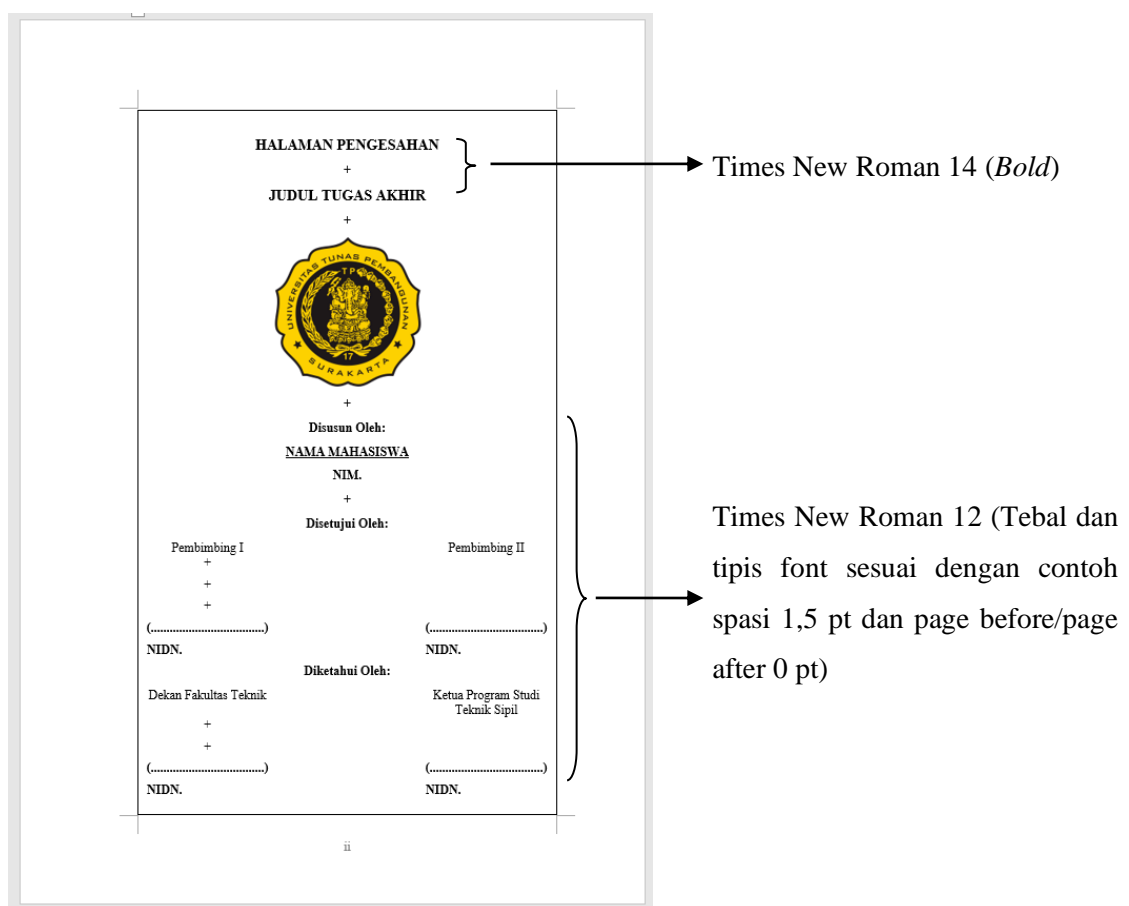 HALAMAN PENGESAHAN
+
JUDUL TUGAS AKHIR
+
Times New Roman 14 (Bold)
UNIVERSITAS TUNAS PEMBANGUNAN
TP
17
SURAKARTA
+
Disusun Oleh:
NAMA MAHASISWA
NIM.
+
Disetujui Oleh:
Pembimbing I Pembimbing II
+
+
+
(...................................) (...................................)
NIDN. NIDN.
Diketahui Oleh:
Dekan Fakultas Teknik Ketua Program Studi
Teknik Sipil
+
+
(...................................) (...................................)
NIDN. NIDN.
ii
Times New Roman 12 (Tebal dan
tipis font sesuai dengan contoh
spasi 1,5 pt dan page before/page
after 0 pt)